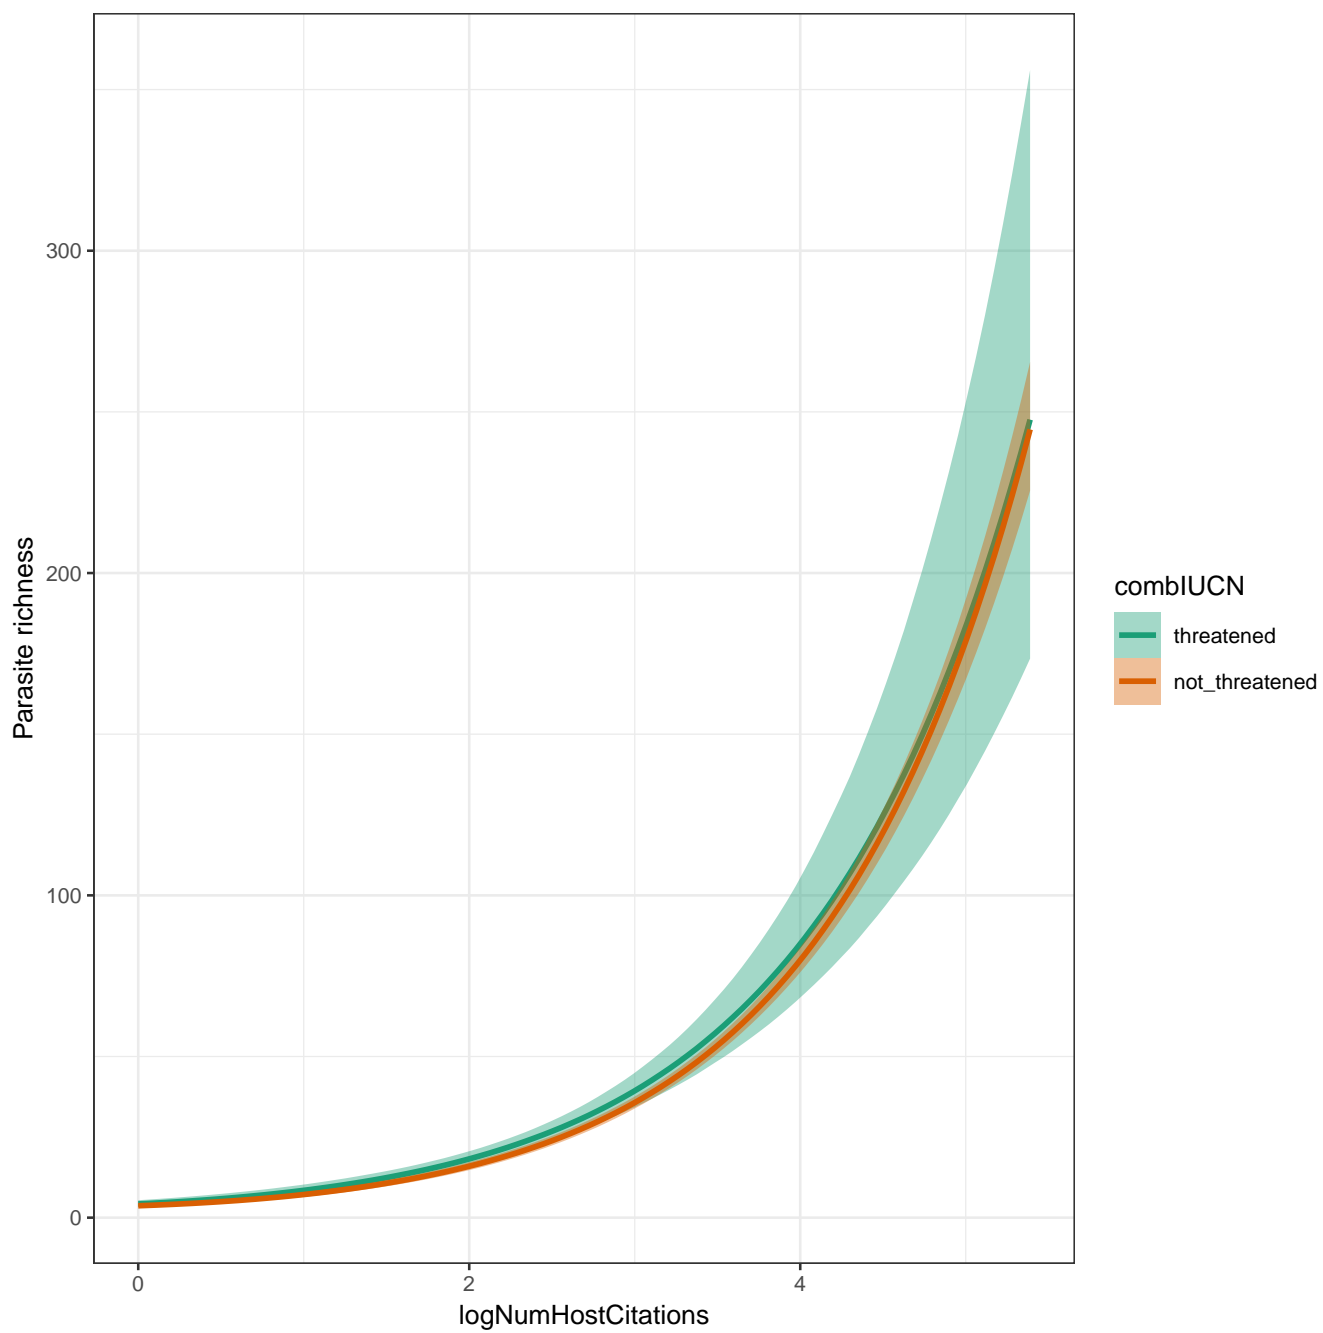 300
200
100
0
Parasite richness
0
2
4
logNumHostCitations
combIUCN
threatened
not_threatened